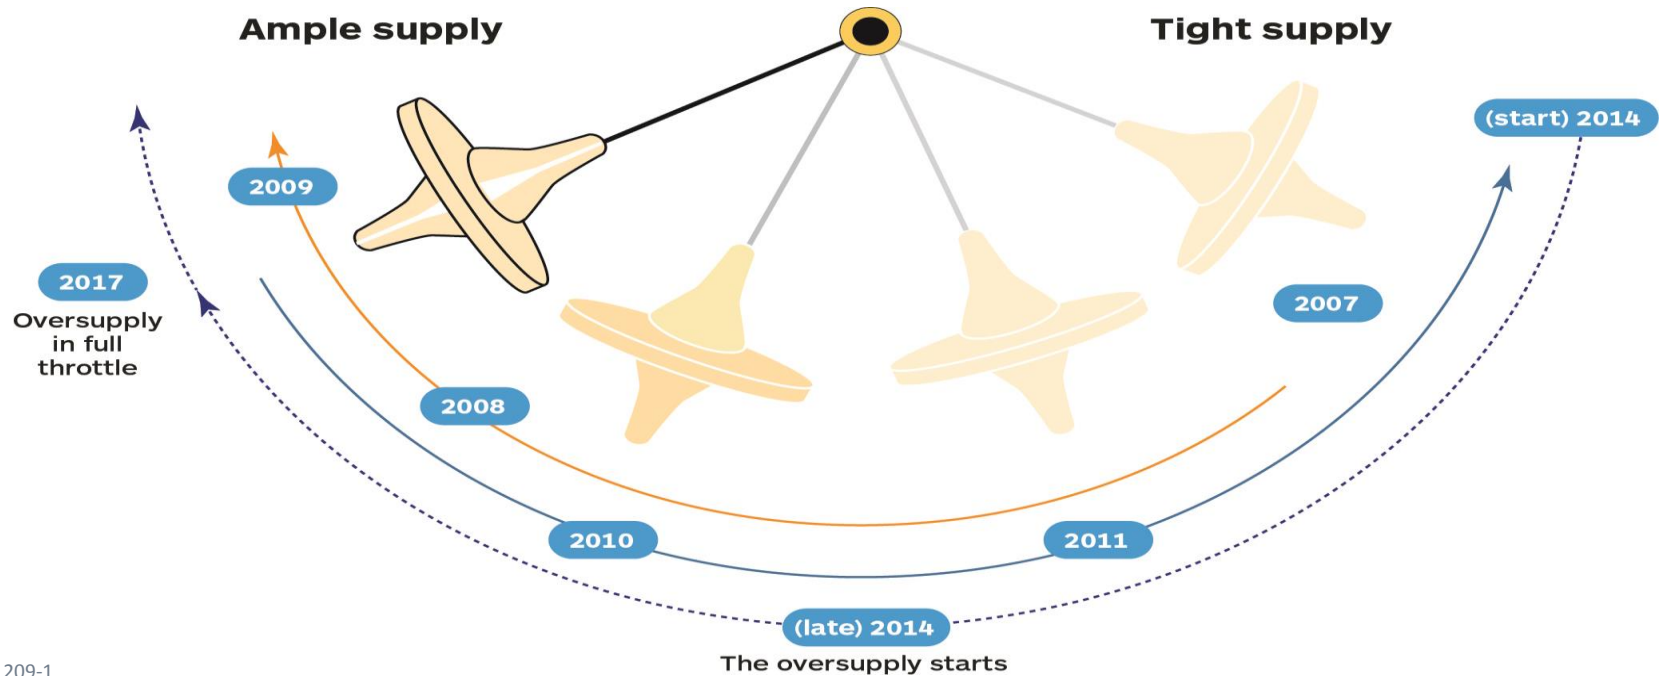 Ample supply
Tight supply
(start) 2014
2009
2017
Oversupply
in full
throttle
2007
2008
2010
2011
(late) 2014
The oversupply starts
209-1